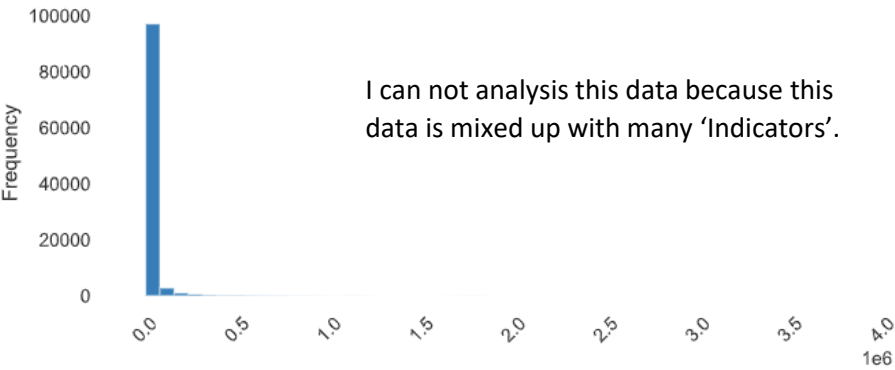 100000
80000
60000
40000
20000
0
Frequency
I can not analysis this data because this
data is mixed up with many ‘Indicators’.
0.0 0.5 1.0 1.5 2.0 2.5 3.0 3.5 4.0
1e6